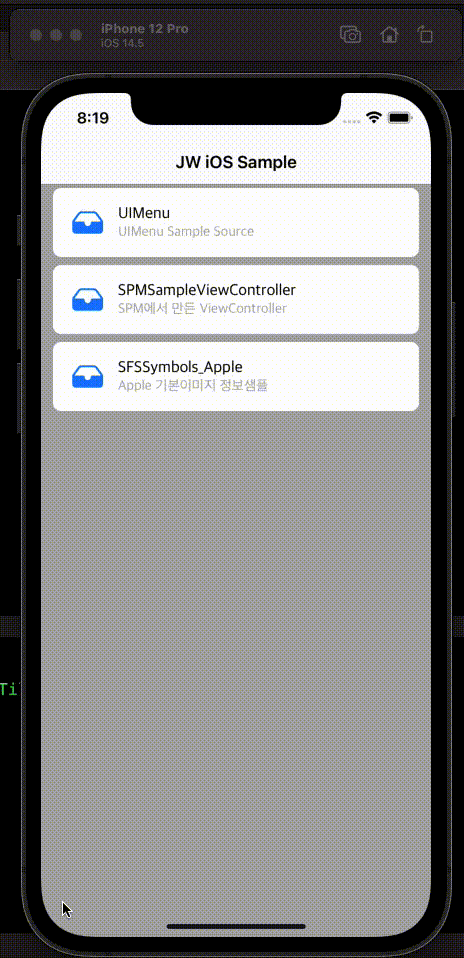 iPhone 12 Pro
iOS 14.5
8:19
JW iOS Sample
UIMenu
UIMenu Sample Source
SPMSampleViewController
SPM에서 만든 ViewController
SFSSymbols_Apple
Apple 기본이미지 정보샘플
Ti